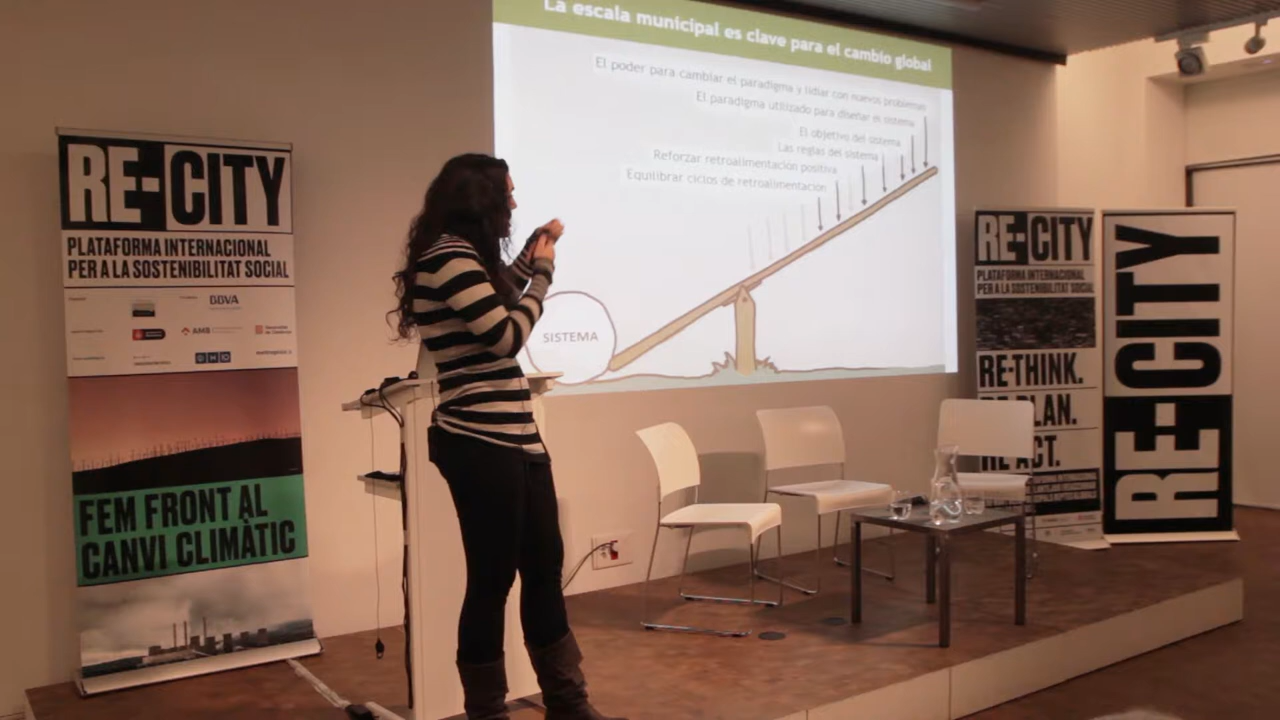 La escala municipal es clave para el cambio global
El poder para cambiar el paradigma y lidiar con nuevos problemas
El paradigma utilizado para diseñar el sistema
El objetivo del sistema
Las reglas del sistema
Reforzar retroalimentación positiva
Equilibrar ciclos de retroalimentación
SISTEMA
RE-CITY
PLATAFORMA INTERNACIONAL
PER A LA SOSTENIBILITAT SOCIAL
BBVA
AMB
FEM FRONT AL
CANVI CLIMÀTIC
RE-CITY
PLATAFORMA INTERNACIONAL
PER A LA SOSTENIBILITAT SOCIAL
RE-THINK.
PLAN.
RE-CITY